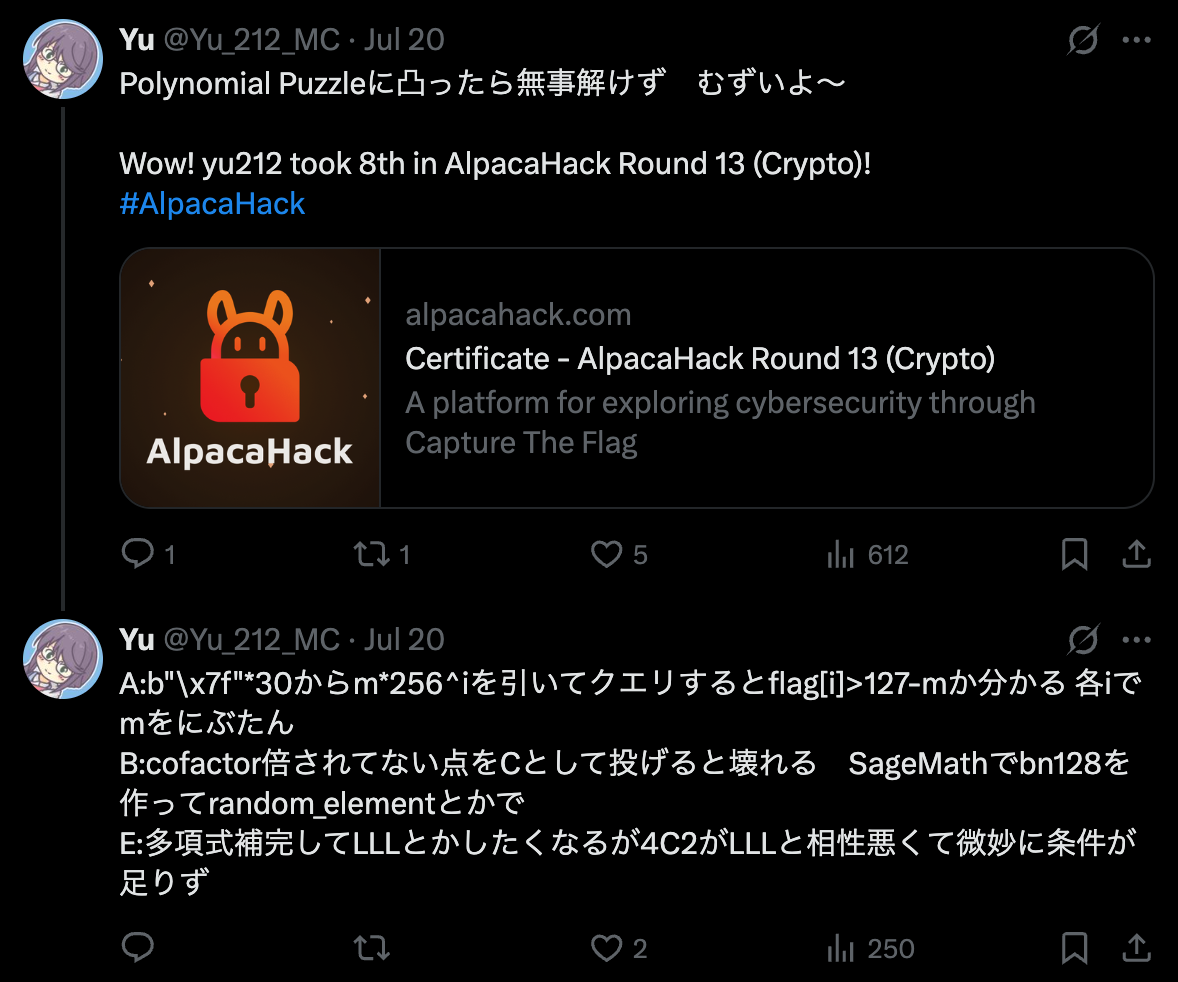 Yu @Yu_212_MC · Jul 20
Polynomial Puzzleに凸ったら無事解けず　むずいよ〜
Wow! yu212 took 8th in AlpacaHack Round 13 (Crypto)!
#AlpacaHack
AlpacaHack
alpacahack.com
Certificate - AlpacaHack Round 13 (Crypto)
A platform for exploring cybersecurity through
Capture The Flag
1 1 5 612
Yu @Yu_212_MC · Jul 20
A:b"\x7f"*30からm*256^iを引いてクエリするとflag[i]>127-mか分かる 各iで
mをにぶたん
B:cofactor倍されてない点をCとして投げると壊れる　SageMathでbn128を
作ってrandom_elementとかで
E:多項式補完してLLLとかしたくなるが4C2がLLLと相性悪くて微妙に条件が
足りず
2 250